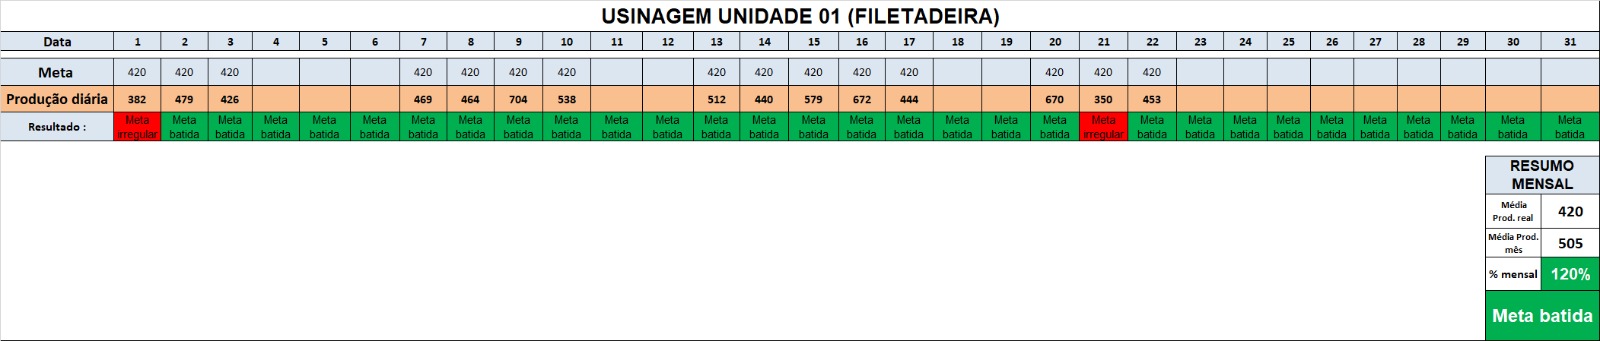 USINAGEM UNIDADE 01 (FILETADEIRA)
Data 1 2 3 4 5 6 7 8 9 10 11 12 13 14 15 16 17 18 19 20 21 22 23 24 25 26 27 28 29 30 31
Meta 420 420 420 420 420 420 420 420 420 420 420 420 420 420 420
Produção diária 382 479 426 469 464 704 538 512 440 579 672 444 670 350 453
Resultado : Meta irregular Meta batida Meta batida Meta batida Meta batida Meta batida Meta batida Meta batida Meta batida Meta batida Meta batida Meta batida Meta batida Meta batida Meta batida Meta batida Meta batida Meta batida Meta batida Meta batida Meta irregular Meta batida Meta batida Meta batida Meta batida Meta batida Meta batida Meta batida Meta batida Meta batida Meta batida
RESUMO
MENSAL
Média
Prod. real 420
Média Prod.
mês 505
% mensal 120%
Meta batida